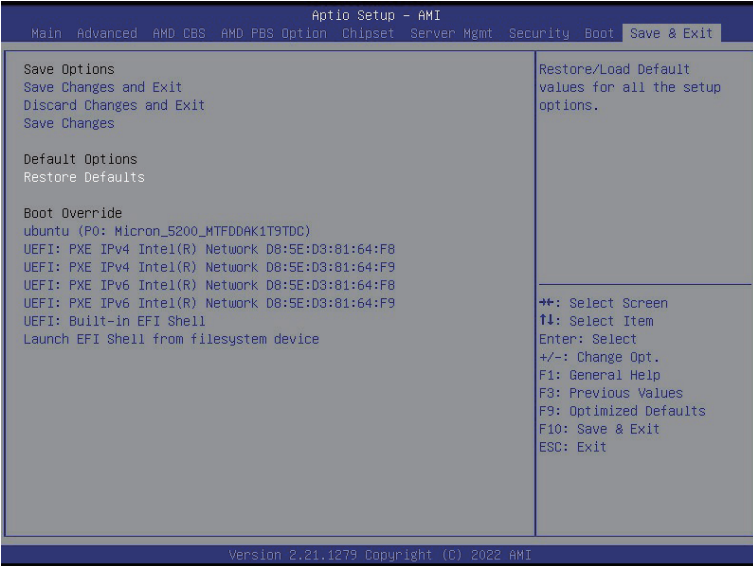 Aptio Setup – AMI
Main Advanced AMD CBS AMD PBS Option Chipset Server Mgmt Security Boot Save & Exit
Save Options
Save Changes and Exit
Discard Changes and Exit
Save Changes
Default Options
Restore Defaults
Boot Override
ubuntu (P0: Micron_5200_MTFDDAK1T9TDC)
UEFI: PXE IPv4 Intel(R) Network D8:5E:D3:81:64:F8
UEFI: PXE IPv4 Intel(R) Network D8:5E:D3:81:64:F9
UEFI: PXE IPv6 Intel(R) Network D8:5E:D3:81:64:F8
UEFI: PXE IPv6 Intel(R) Network D8:5E:D3:81:64:F9
UEFI: Built-in EFI Shell
Launch EFI Shell from filesystem device
Restore/Load Default
values for all the setup
options.
→←: Select Screen
↑↓: Select Item
Enter: Select
+/-: Change Opt.
F1: General Help
F3: Previous Values
F9: Optimized Defaults
F10: Save & Exit
ESC: Exit
Version 2.21.1279 Copyright (C) 2022 AMI